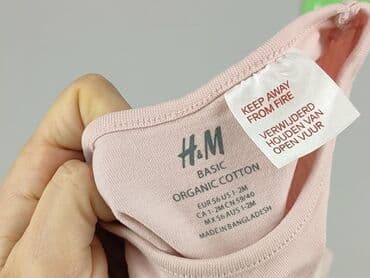 H&M
BASIC
ORGANIC COTTON
EUR 56 US 1-2M
CA 1-2M CN 59/40
MX 56 AUS 1-2M
MADE IN BANGLADESH
KEEP AWAY
FROM FIRE
VERWIJDERD
HOUDEN VAN
OPEN VUUR